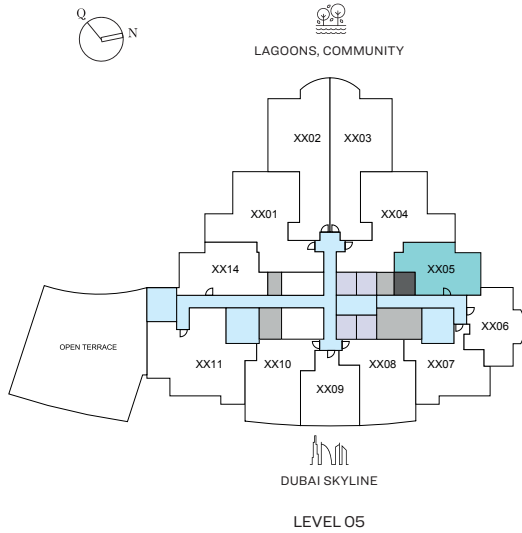 Q
N
LAGOONS, COMMUNITY
XX02
XX03
XX01
XX04
XX14
XX05
XX06
OPEN TERRACE
XX11
XX10
XX08
XX07
XX09
DUBAI SKYLINE
LEVEL 05